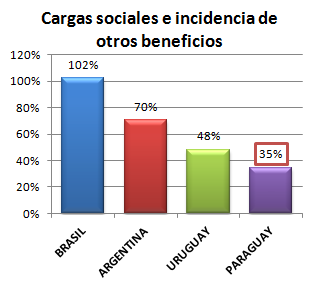 Cargas sociales e incidencia de
otros beneficios
120%
100%
80%
60%
40%
20%
0%
102%
70%
48%
35%
BRASIL
ARGENTINA
URUGUAY
PARAGUAY